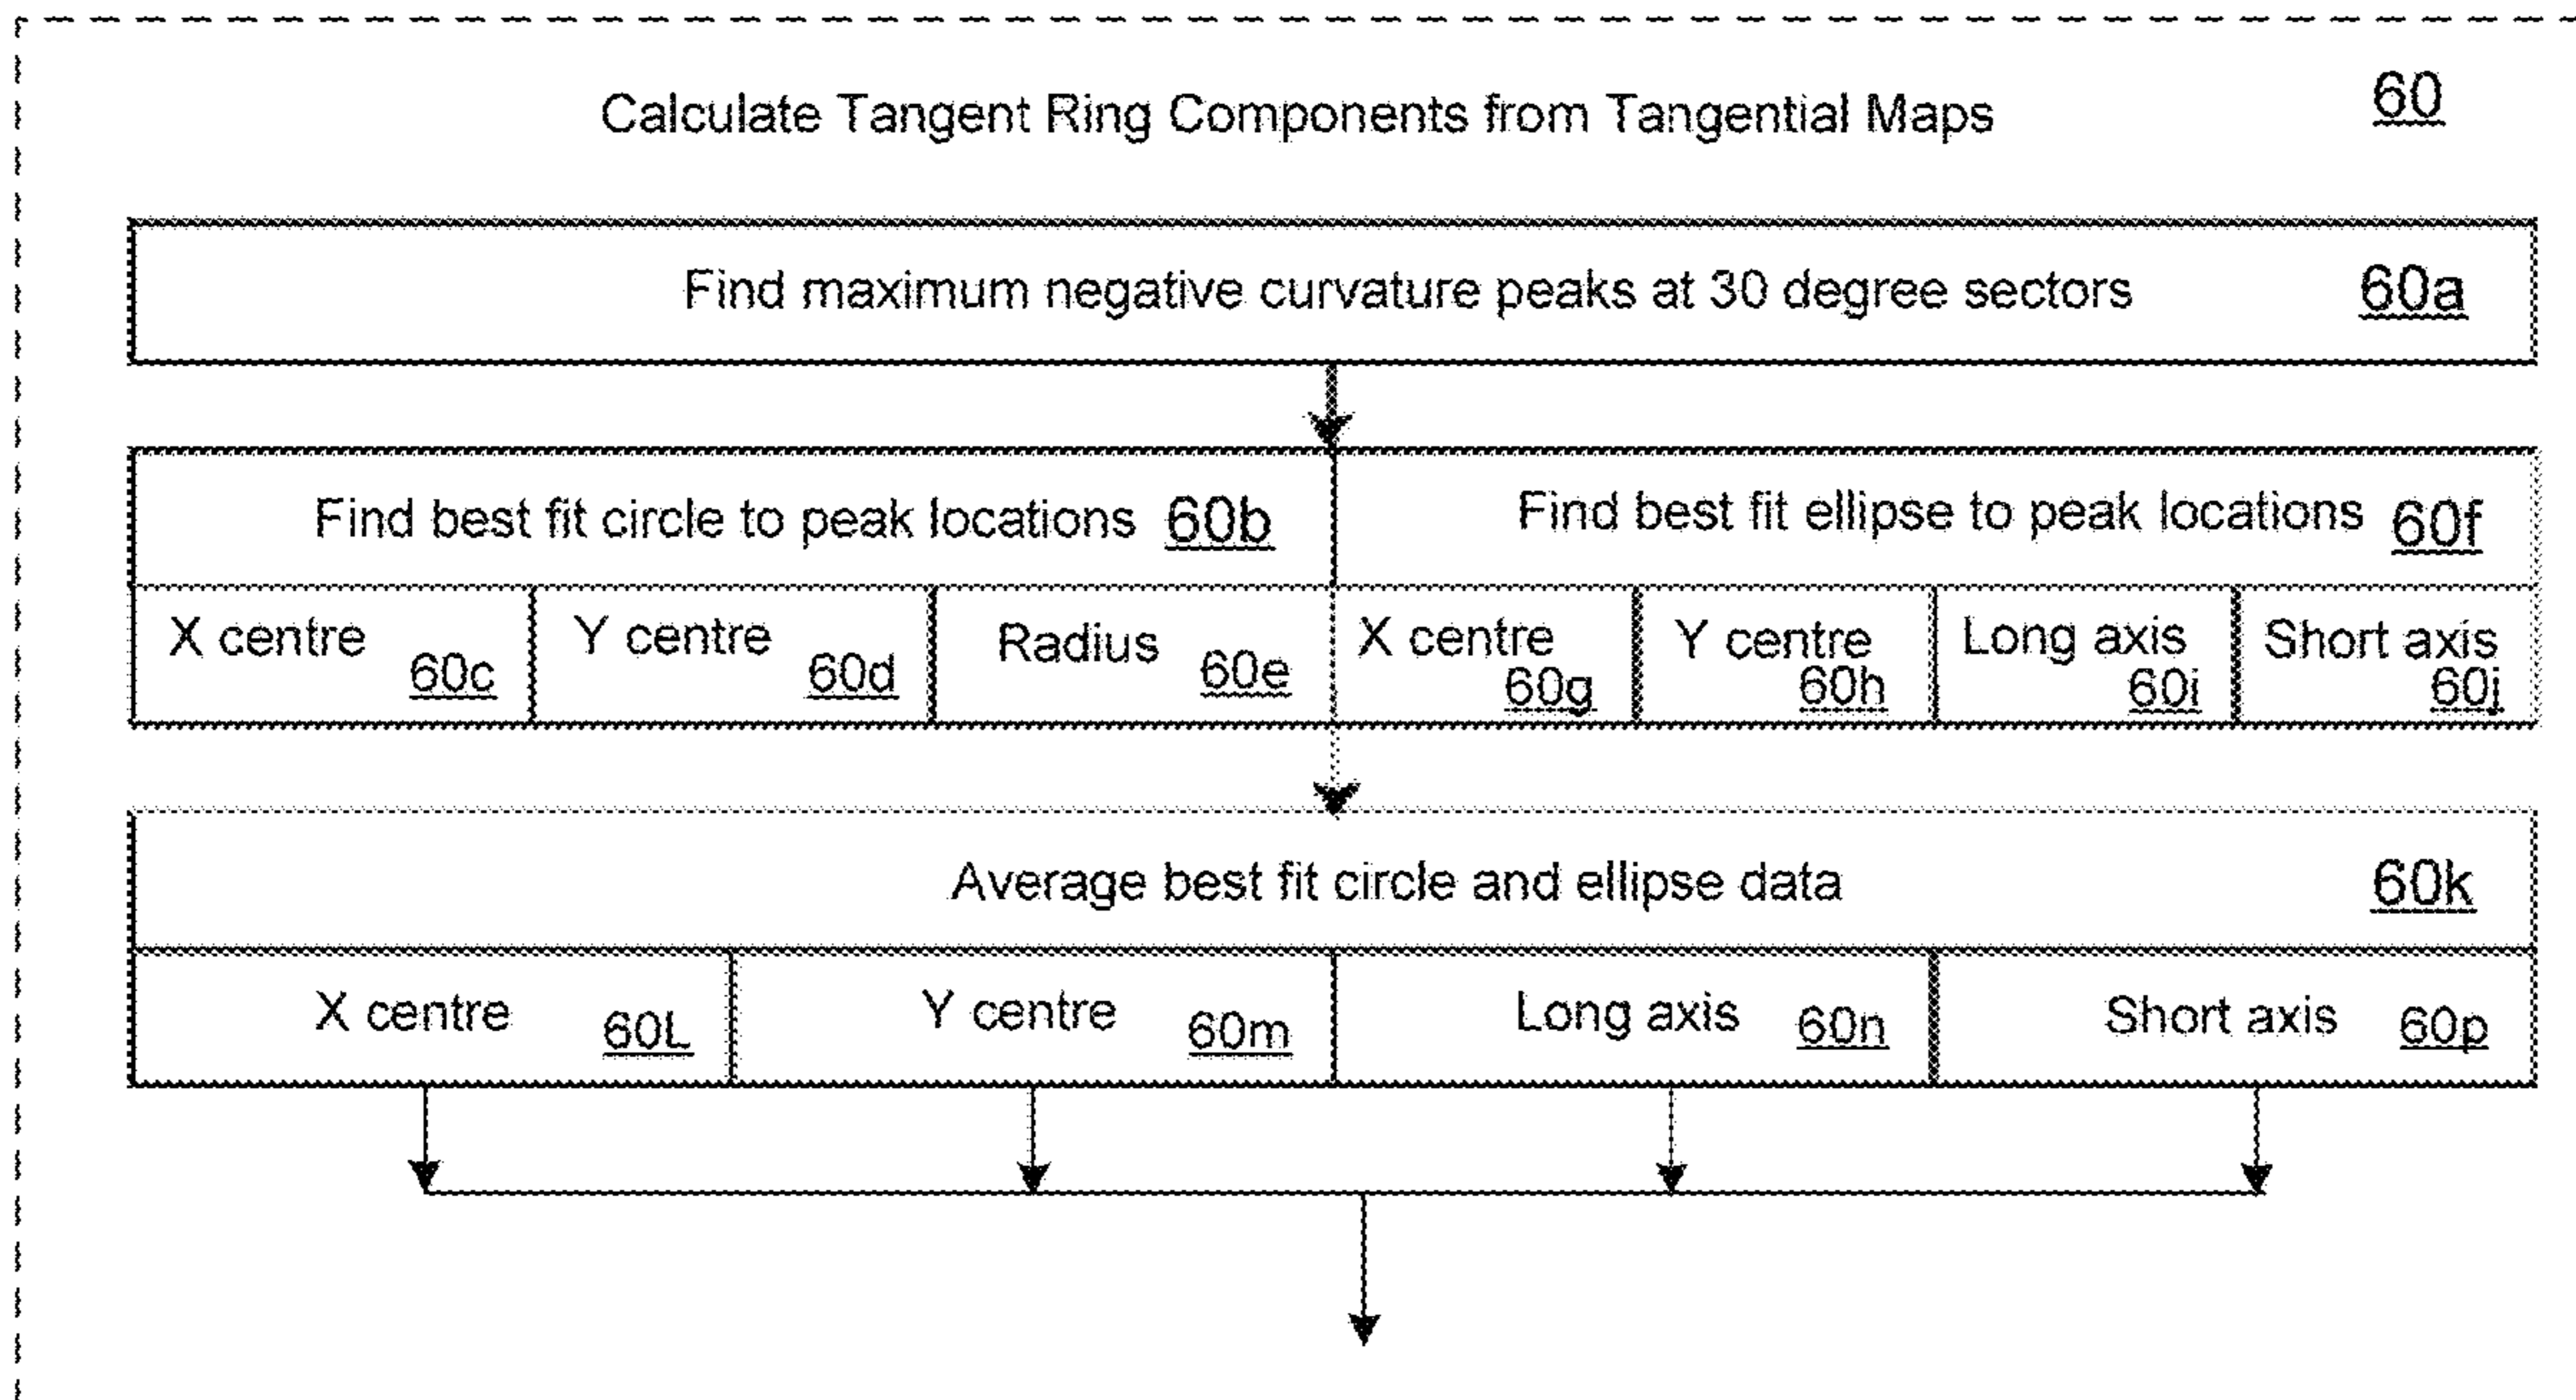 Calculate Tangent Ring Components from Tangential Maps 60
Find maximum negative curvature peaks at 30 degree sectors 60a
Find best fit circle to peak locations 60b
Find best fit ellipse to peak locations 60f
X centre 60c
Y centre 60d
Radius 60e
X centre 60g
Y centre 60h
Long axis 60i
Short axis 60j
Average best fit circle and ellipse data 60k
X centre 60L
Y centre 60m
Long axis 60n
Short axis 60p